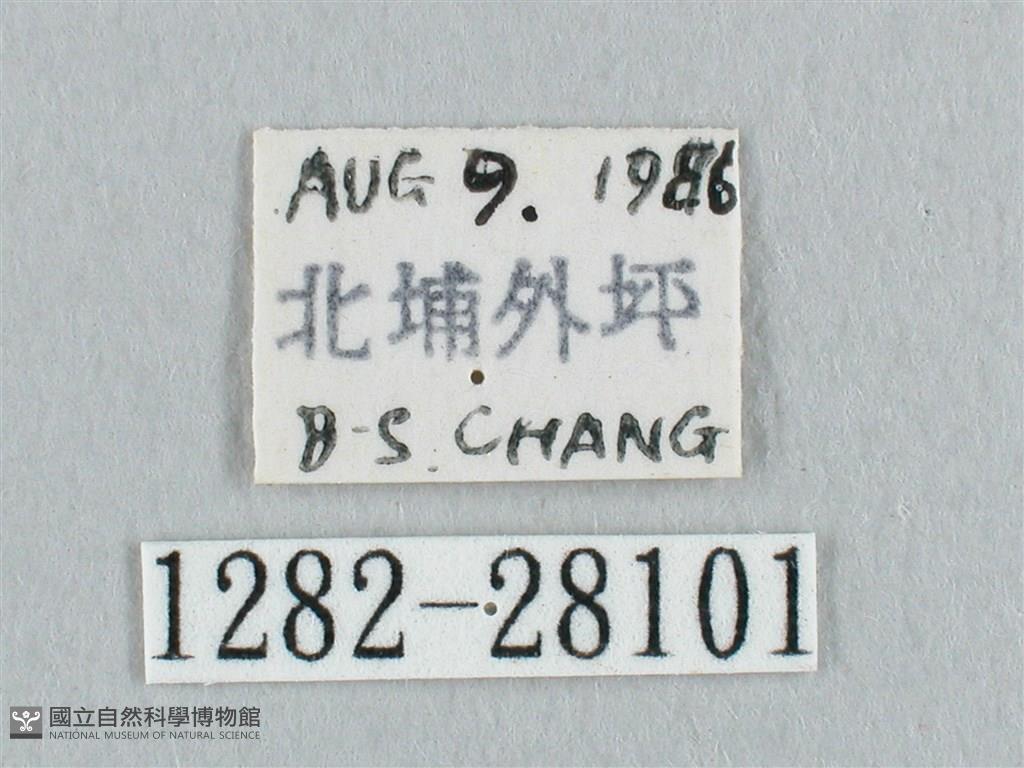 AUG 9. 1986
北埔外坪
B-S. CHANG
1282-28101
國立自然科學博物館
NATIONAL MUSEUM OF NATURAL SCIENCE